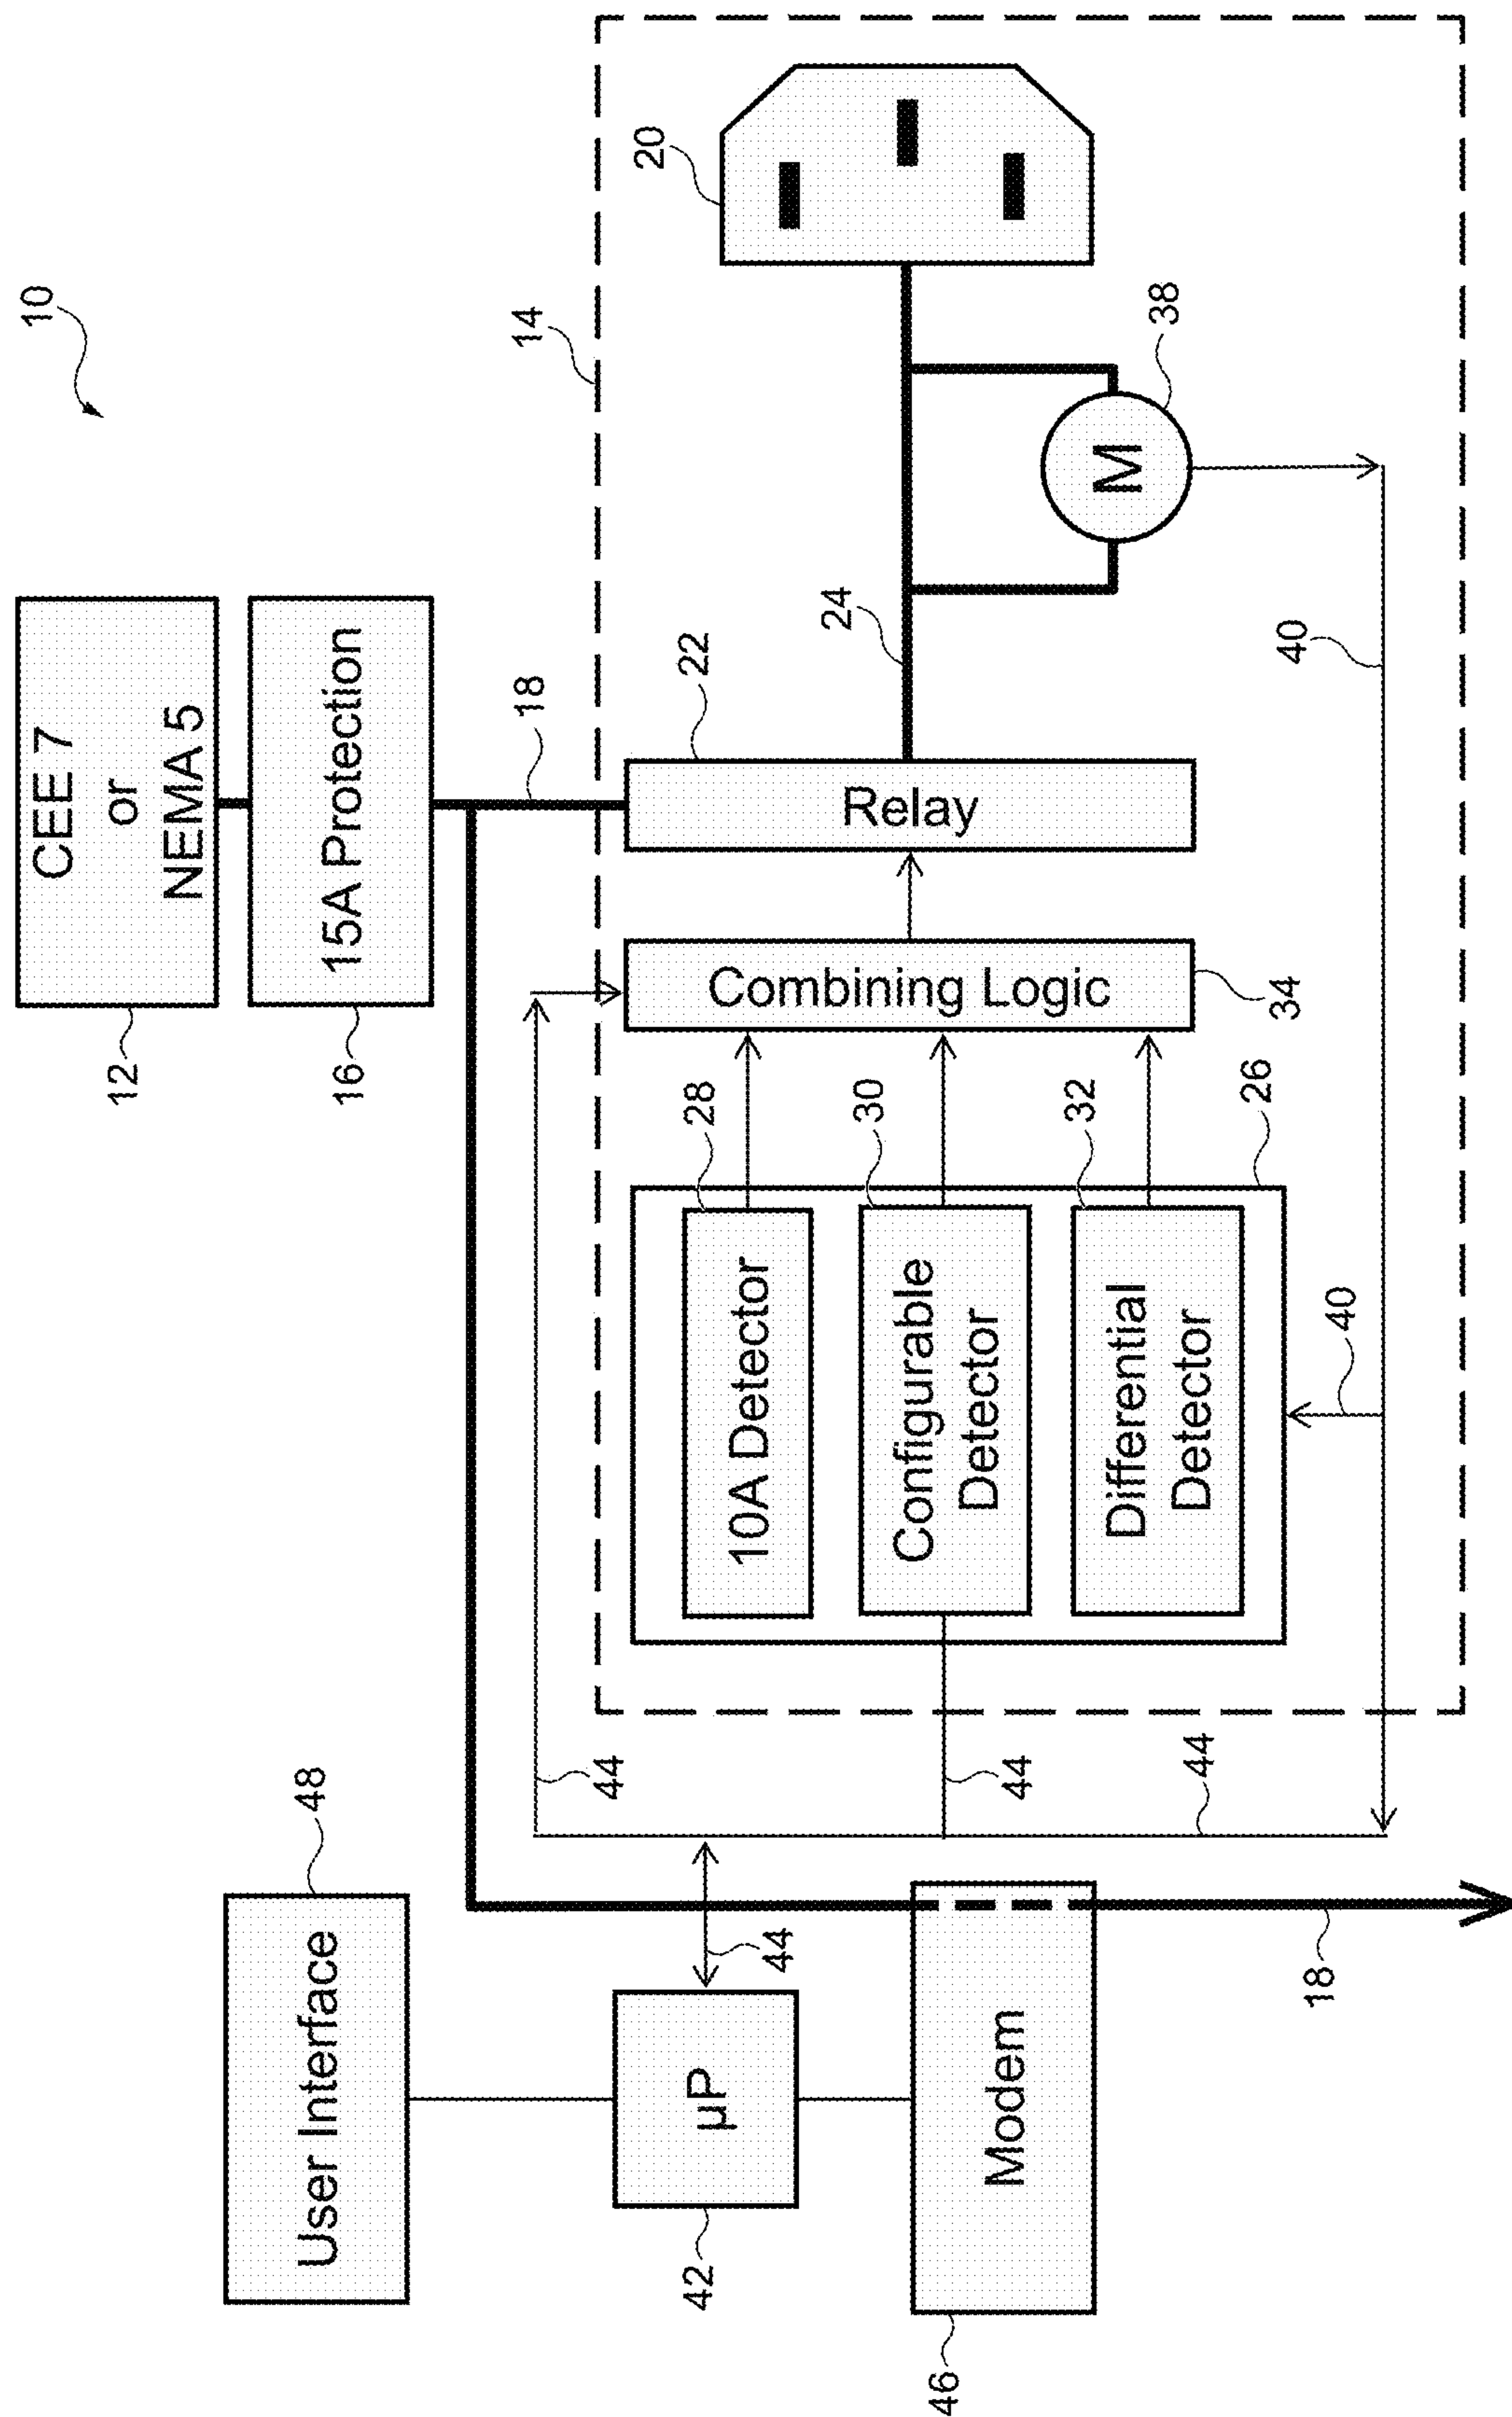 10
CEE 7
or
NEMA 5
12
User Interface
48
15A Protection
16
18
14
44
20
22
28
10A Detector
42
µP
44
Combining Logic
Relay
24
30
Configurable
Detector
46
Modem
44
32
Differential
Detector
34
M
38
44
26
40
40
18